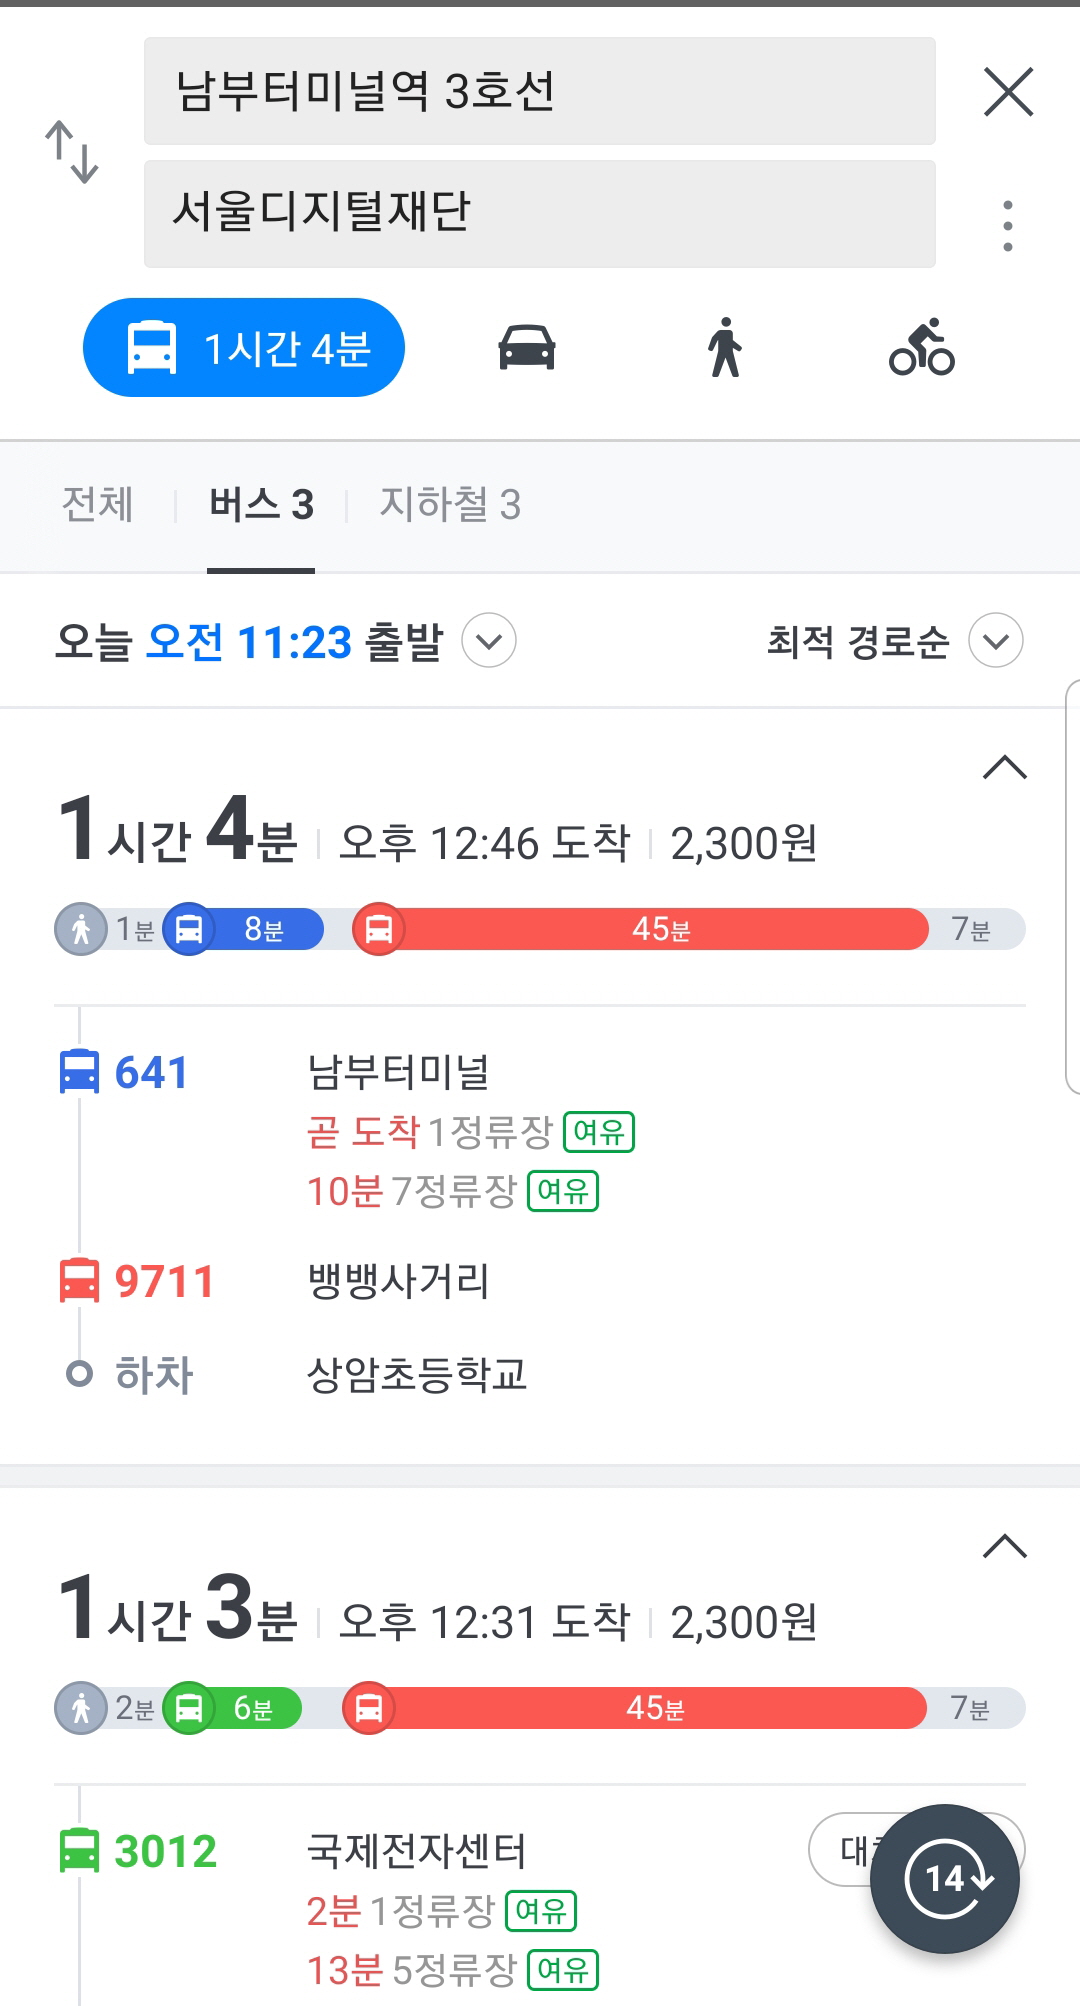 남부터미널역 3호선
서울디지털재단
1시간 4분
전체 버스 3 지하철 3
오늘 오전 11:23 출발 최적 경로순
1시간 4분 오후 12:46 도착 2,300원
1분 8분 45분 7분
641 남부터미널
곧 도착 1정류장 여유
10분 7정류장 여유
9711 뱅뱅사거리
하차 상암초등학교
1시간 3분 오후 12:31 도착 2,300원
2분 6분 45분 7분
3012 국제전자센터
14
2분 1정류장 여유
13분 5정류장 여유